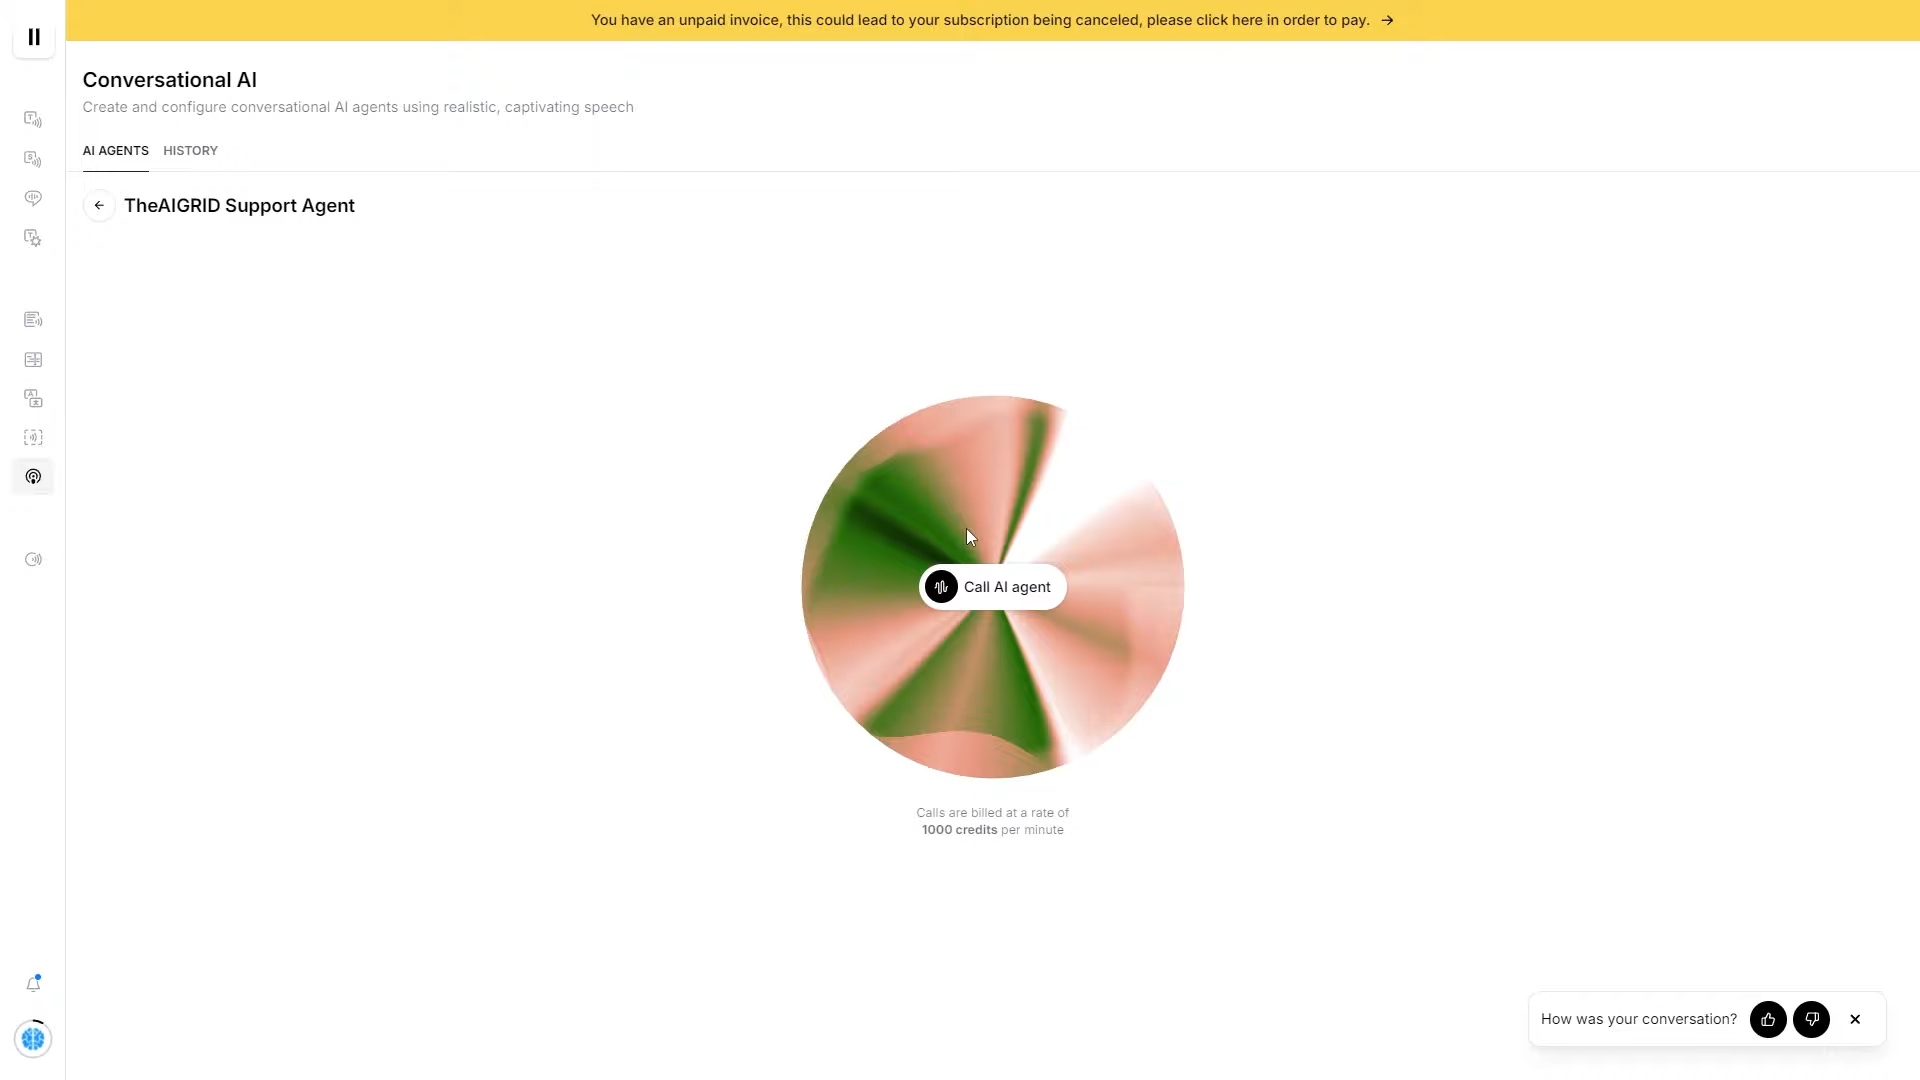 You have an unpaid invoice, this could lead to your subscription being canceled, please click here in order to pay. →
Conversational AI
Create and configure conversational AI agents using realistic, captivating speech
AI AGENTS HISTORY
TheAIGRID Support Agent
Call AI agent
Calls are billed at a rate of
1000 credits per minute
How was your conversation?